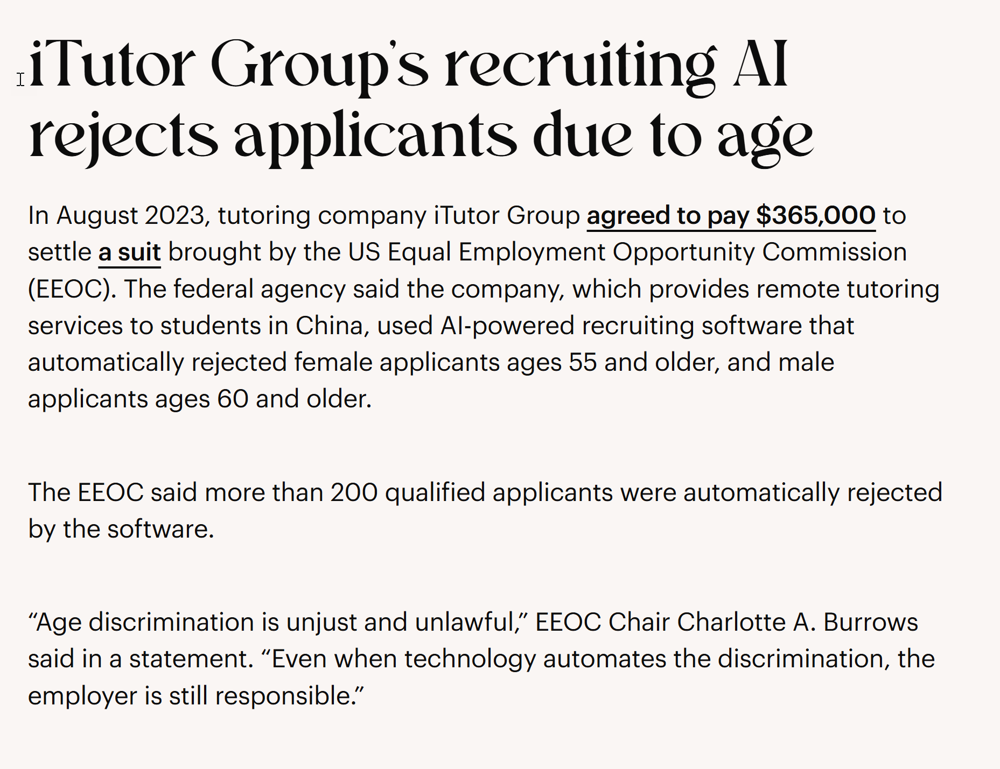 iTutor Group’s recruiting AI
rejects applicants due to age
In August 2023, tutoring company iTutor Group agreed to pay $365,000 to
settle a suit brought by the US Equal Employment Opportunity Commission
(EEOC). The federal agency said the company, which provides remote tutoring
services to students in China, used AI-powered recruiting software that
automatically rejected female applicants ages 55 and older, and male
applicants ages 60 and older.
The EEOC said more than 200 qualified applicants were automatically rejected
by the software.
“Age discrimination is unjust and unlawful,” EEOC Chair Charlotte A. Burrows
said in a statement. “Even when technology automates the discrimination, the
employer is still responsible.”